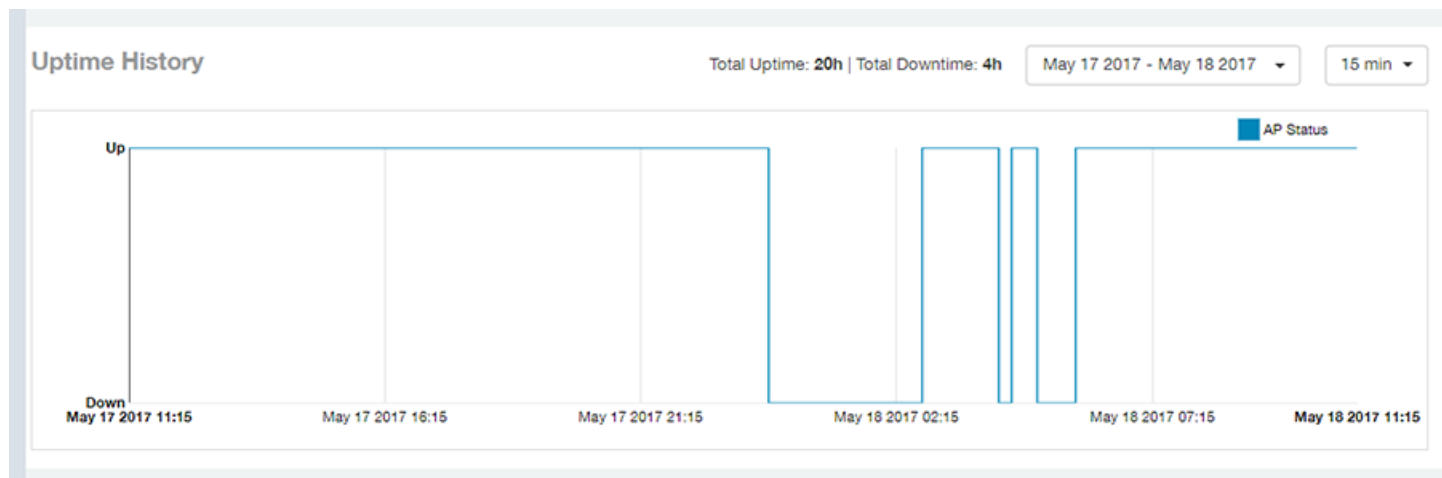 Uptime History
Total Uptime: 20h | Total Downtime: 4h
May 17 2017 - May 18 2017
15 min
AP Status
Up
Down
May 17 2017 11:15
May 17 2017 16:15
May 17 2017 21:15
May 18 2017 02:15
May 18 2017 07:15
May 18 2017 11:15